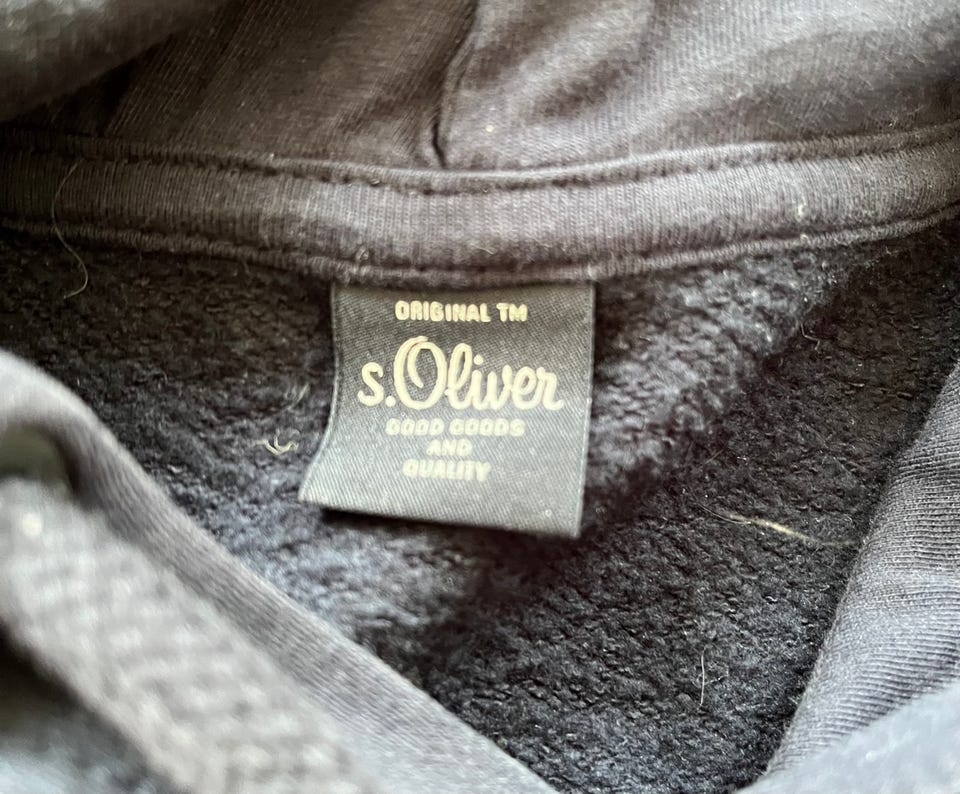 ORIGINAL TM
s.Oliver
GOOD GOODS
AND
QUALITY